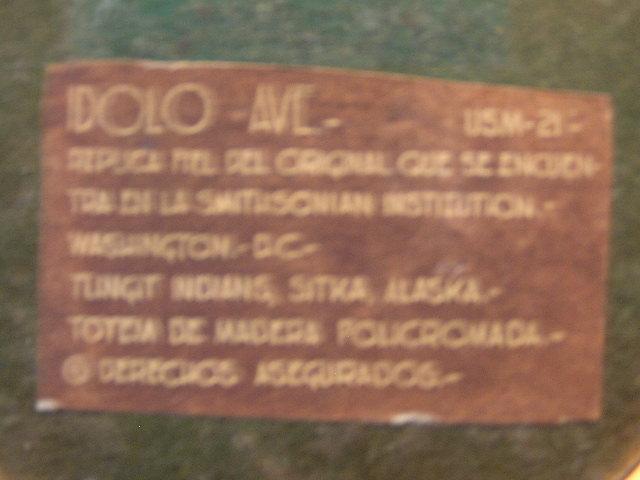 IDOLO - AVE.- USM-21.-
REPLICA FIEL DEL ORIGINAL QUE SE ENCUEN-
TRA EN LA SMITHSONIAN INSTITUTION.-
WASHINGTON.- D.C.-
TLINGIT INDIANS, SITKA, ALASKA.-
TOTEM DE MADERA POLICROMADA.-
DERECHOS ASEGURADOS.-